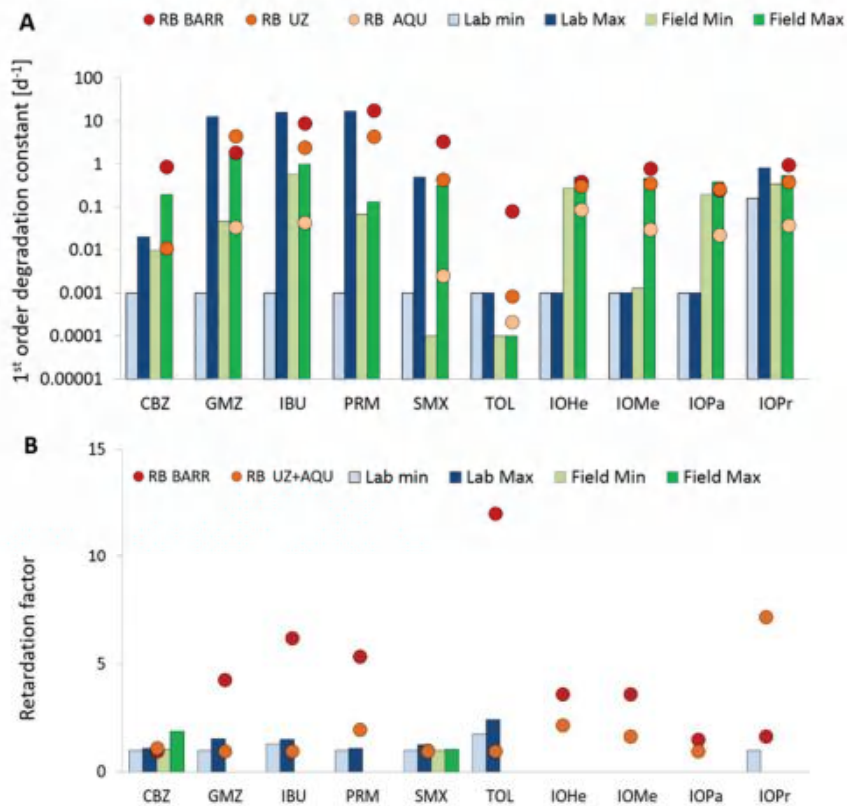 A
RB BARR RB UZ RB AQU Lab min Lab Max Field Min Field Max
1st order degradation constant [d-1]
100
10
1
0.1
0.01
0.001
0.0001
0.00001
CBZ GMZ IBU PRM SMX TOL IOHe IOMe IOPa IOPr
B
RB BARR RB UZ+AQU Lab min Lab Max Field Min Field Max
Retardation factor
15
10
5
0
CBZ GMZ IBU PRM SMX TOL IOHe IOMe IOPa IOPr